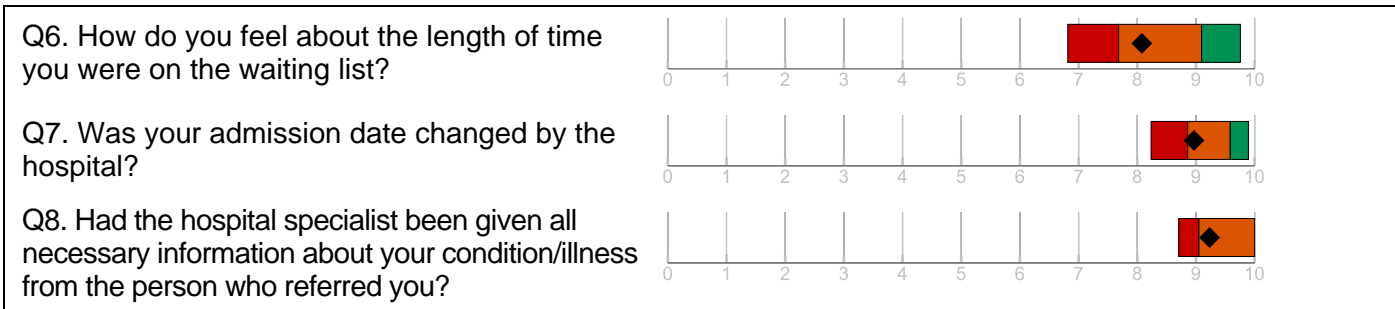 Q6. How do you feel about the length of time
you were on the waiting list?
0 1 2 3 4 5 6 7 8 9 10
Q7. Was your admission date changed by the
hospital?
0 1 2 3 4 5 6 7 8 9 10
Q8. Had the hospital specialist been given all
necessary information about your condition/illness
from the person who referred you?
0 1 2 3 4 5 6 7 8 9 10